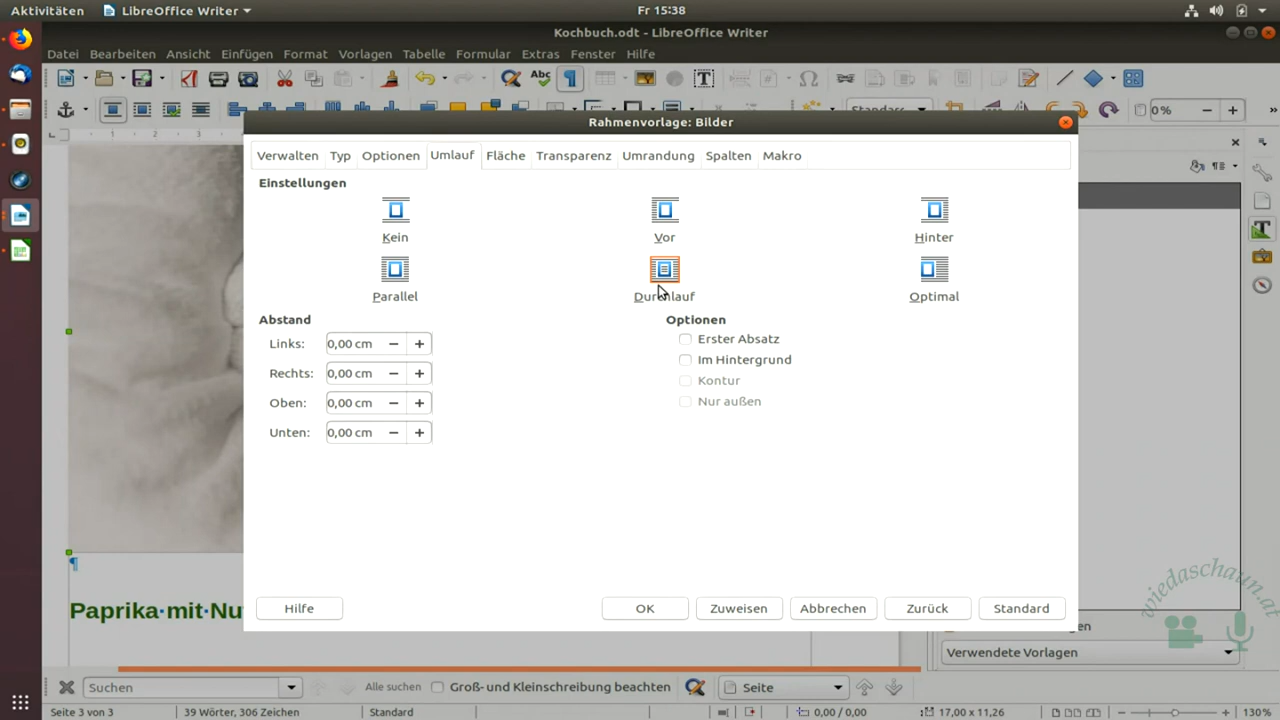 Aktivitäten LibreOffice Writer Fr 15:38
Kochbuch.odt - LibreOffice Writer
Datei Bearbeiten Ansicht Einfügen Format Vorlagen Tabelle Formular Extras Fenster Hilfe
Abc T
0%
Rahmenvorlage: Bilder
1 2 3
Verwalten Typ Optionen Umlauf Fläche Transparenz Umrandung Spalten Makro
Einstellungen
Kein Vor Hinter
Parallel Durchlauf Optimal
Abstand Optionen
Links: 0,00 cm Erster Absatz
Rechts: 0,00 cm Im Hintergrund
Kontur
Oben: 0,00 cm Nur außen
Unten: 0,00 cm
Paprika·mit·Nu
Hilfe OK Zuweisen Abbrechen Zurück Standard
wiedaschaun.at
Verwendete Vorlagen
Suchen Alle suchen Groß- und Kleinschreibung beachten Seite
Seite 3 von 3 39 Wörter, 306 Zeichen Standard 0,00 / 0,00 17,00 x 11,26 130%